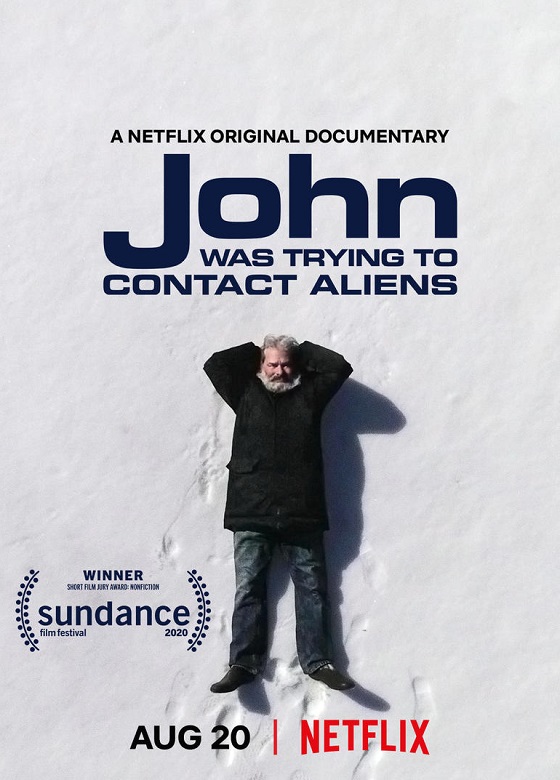 A NETFLIX ORIGINAL DOCUMENTARY
John
WAS TRYING TO
CONTACT ALIENS
WINNER
SHORT FILM JURY AWARD: NONFICTION
sundance
film festival 2020
AUG 20 | NETFLIX